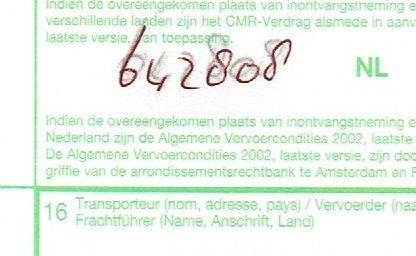 Indien de overeengekomen plaats van inontvangstneming e
verschillende landen zijn het CMR-Verdrag alsmede in aanv
laatste versie, van toepassing.
642808
NL
Indien de overeengekomen plaats van inontvangstneming e
Nederland zijn de Algemene Vervoercondities 2002, laatste
De Algemene Vervoercondities 2002, laatste versie, zijn doo
griffie van de arrondissementsrechtbank te Amsterdam en R
16 Transporteur (nom, adresse, pays) / Vervoerder (naa
Frachtführer (Name, Anschrift, Land)